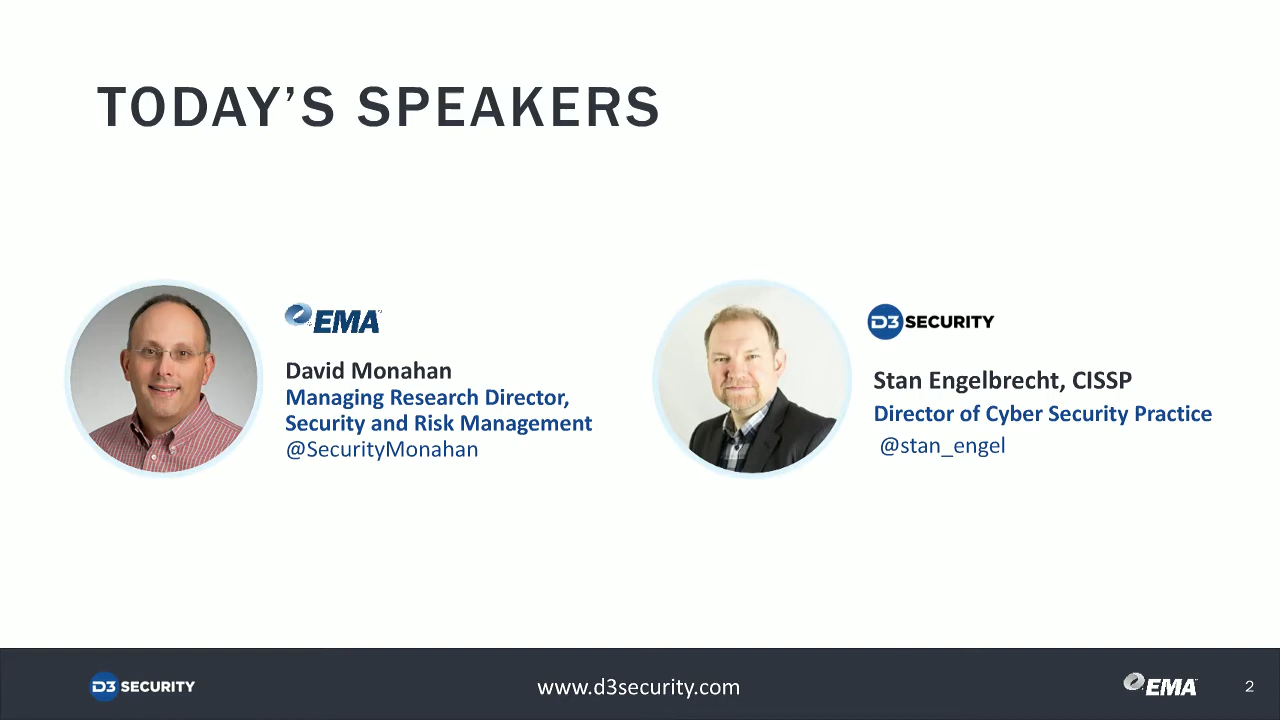 TODAY'S SPEAKERS
EMA
David Monahan
Managing Research Director,
Security and Risk Management
@SecurityMonahan
D3 SECURITY
Stan Engelbrecht, CISSP
Director of Cyber Security Practice
@stan_engel
D3 SECURITY
www.d3security.com
EMA
2